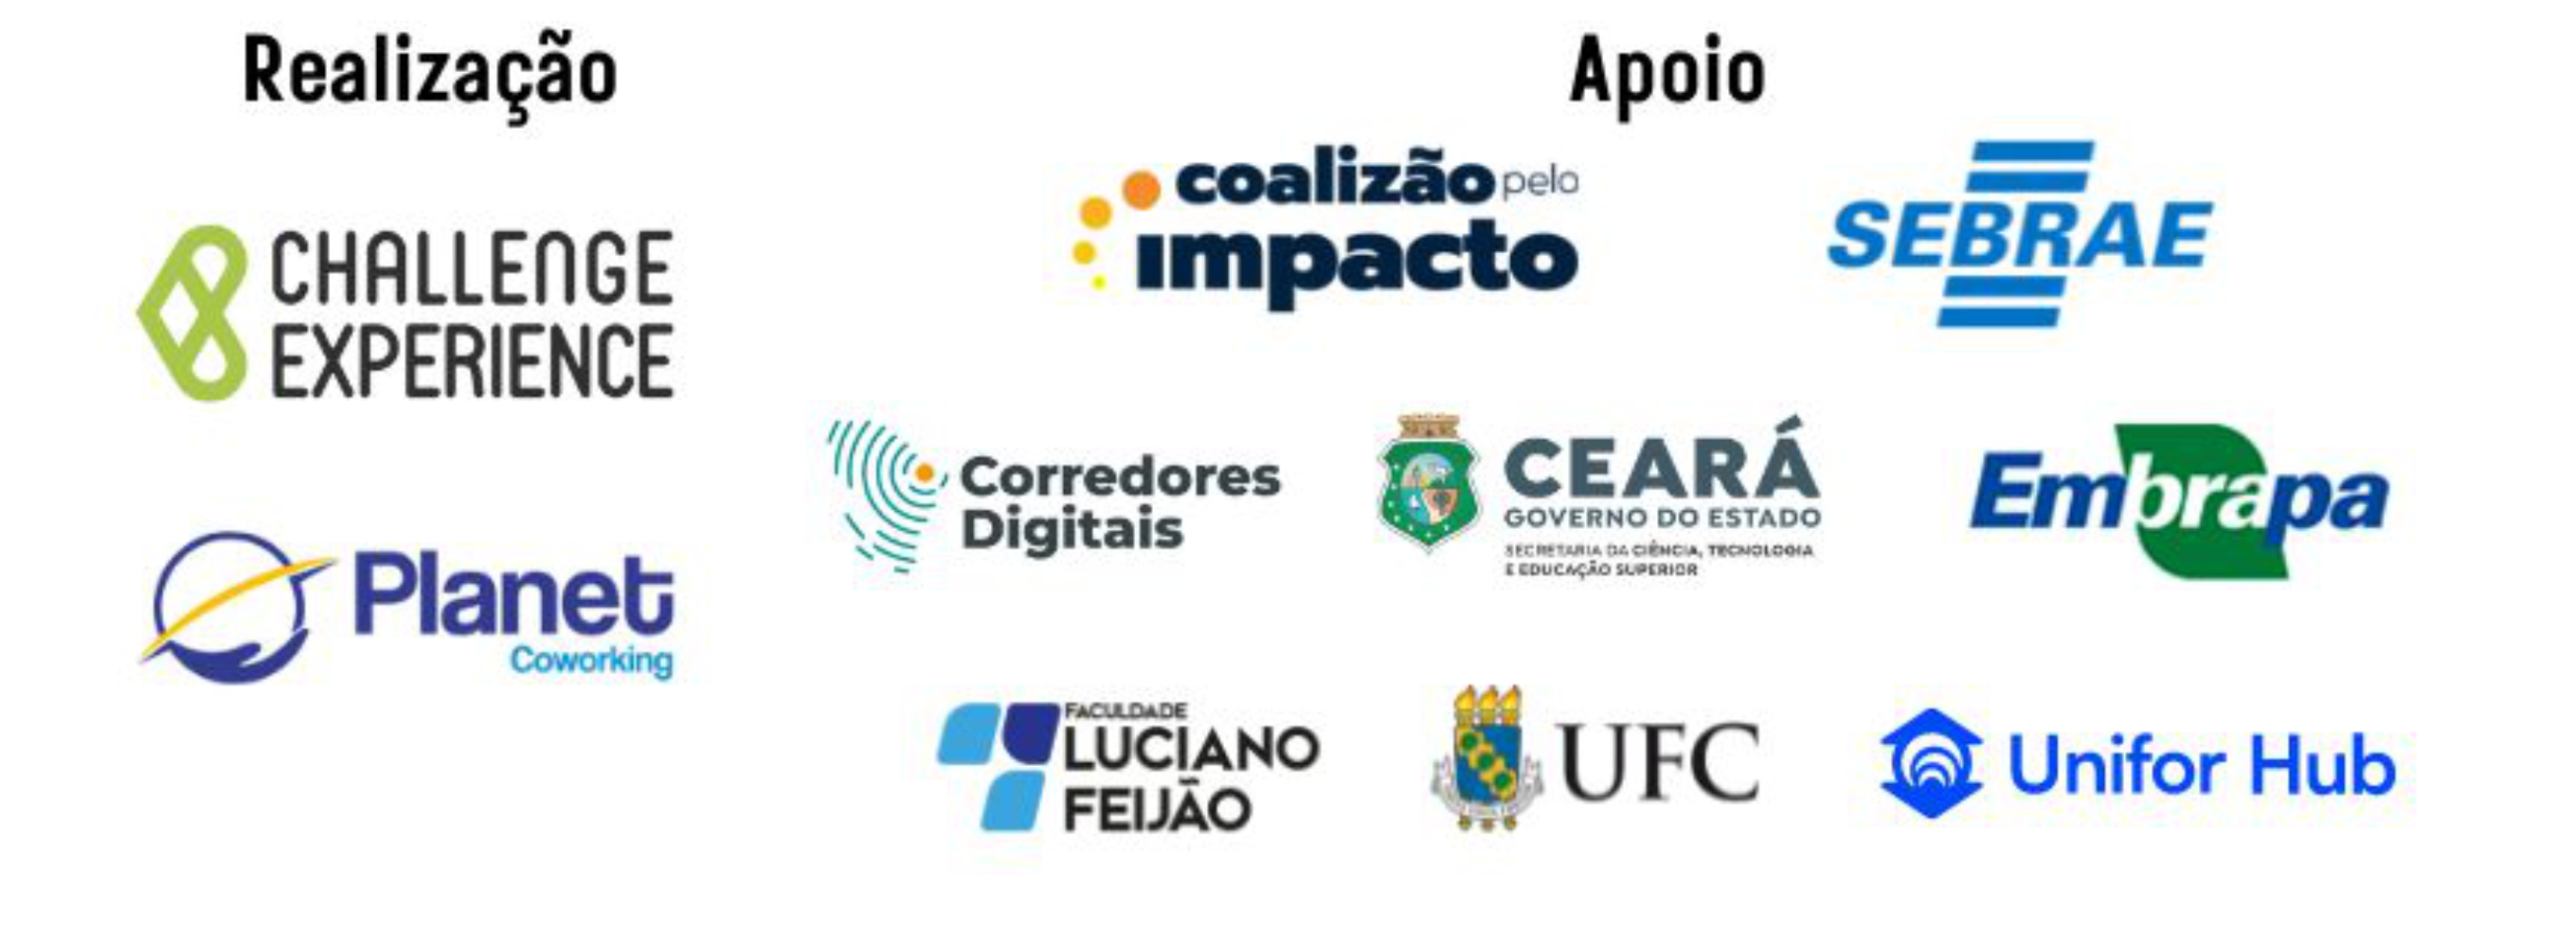 Realização
CHALLENGE
EXPERIENCE
Planet
Coworking
Apoio
coalizão pelo
ımpacto
SEBRAE
Corredores
Digitais
CEARÁ
GOVERNO DO ESTADO
SECRETARIA DA CIÊNCIA, TECNOLOGIA
E EDUCAÇÃO SUPERIOR
Embrapa
FACULDADE
LUCIANO
FEIJÃO
UFC
Unifor Hub